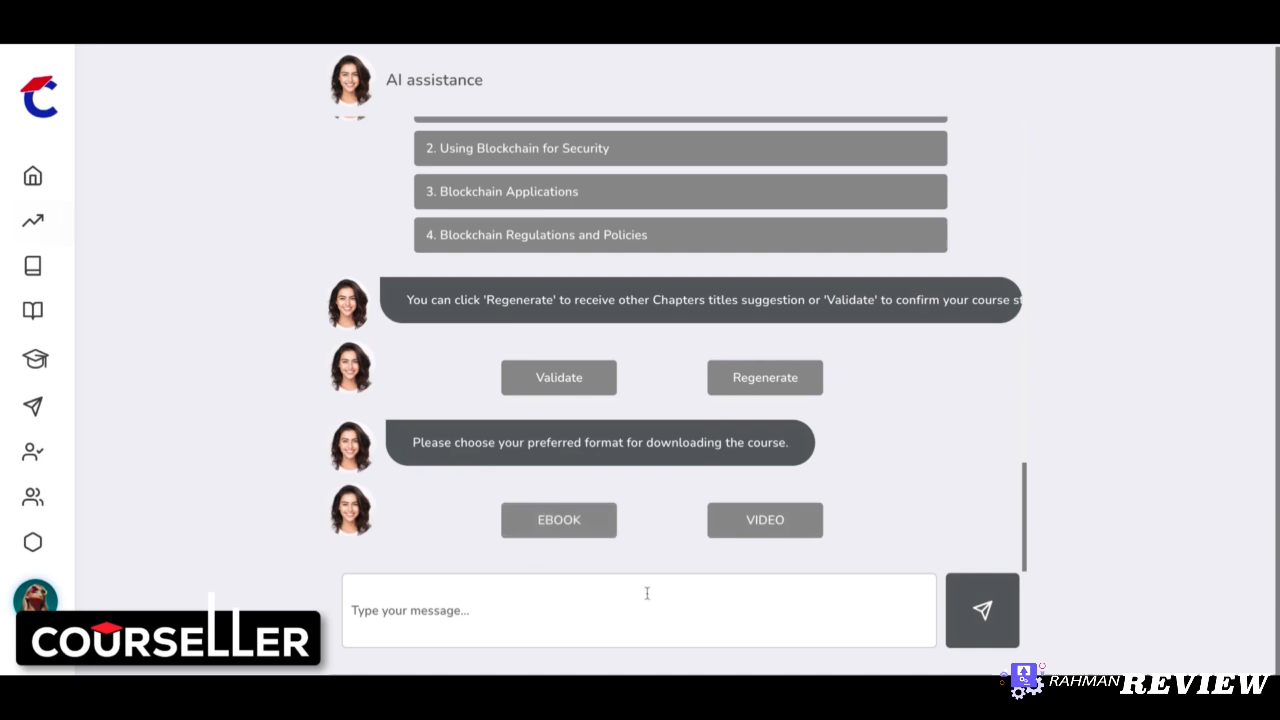 AI assistance
2. Using Blockchain for Security
3. Blockchain Applications
4. Blockchain Regulations and Policies
You can click 'Regenerate' to receive other Chapters titles suggestion or 'Validate' to confirm your course st
Validate
Regenerate
Please choose your preferred format for downloading the course.
EBOOK
VIDEO
Type your message...
COURSELLER
RAHMAN REVIEW